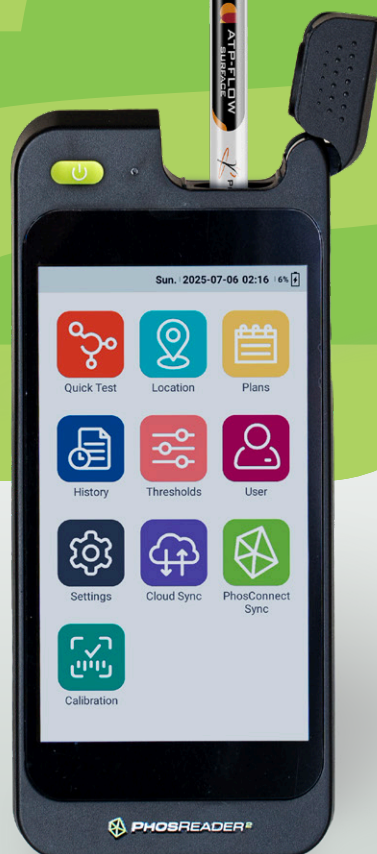 ATP-FLOW
SURFACE
Sun. 2025-07-06 02:16 6%
Quick Test
Location
Plans
History
Thresholds
User
Settings
Cloud Sync
PhosConnect
Sync
Calibration
PHOSREADER²